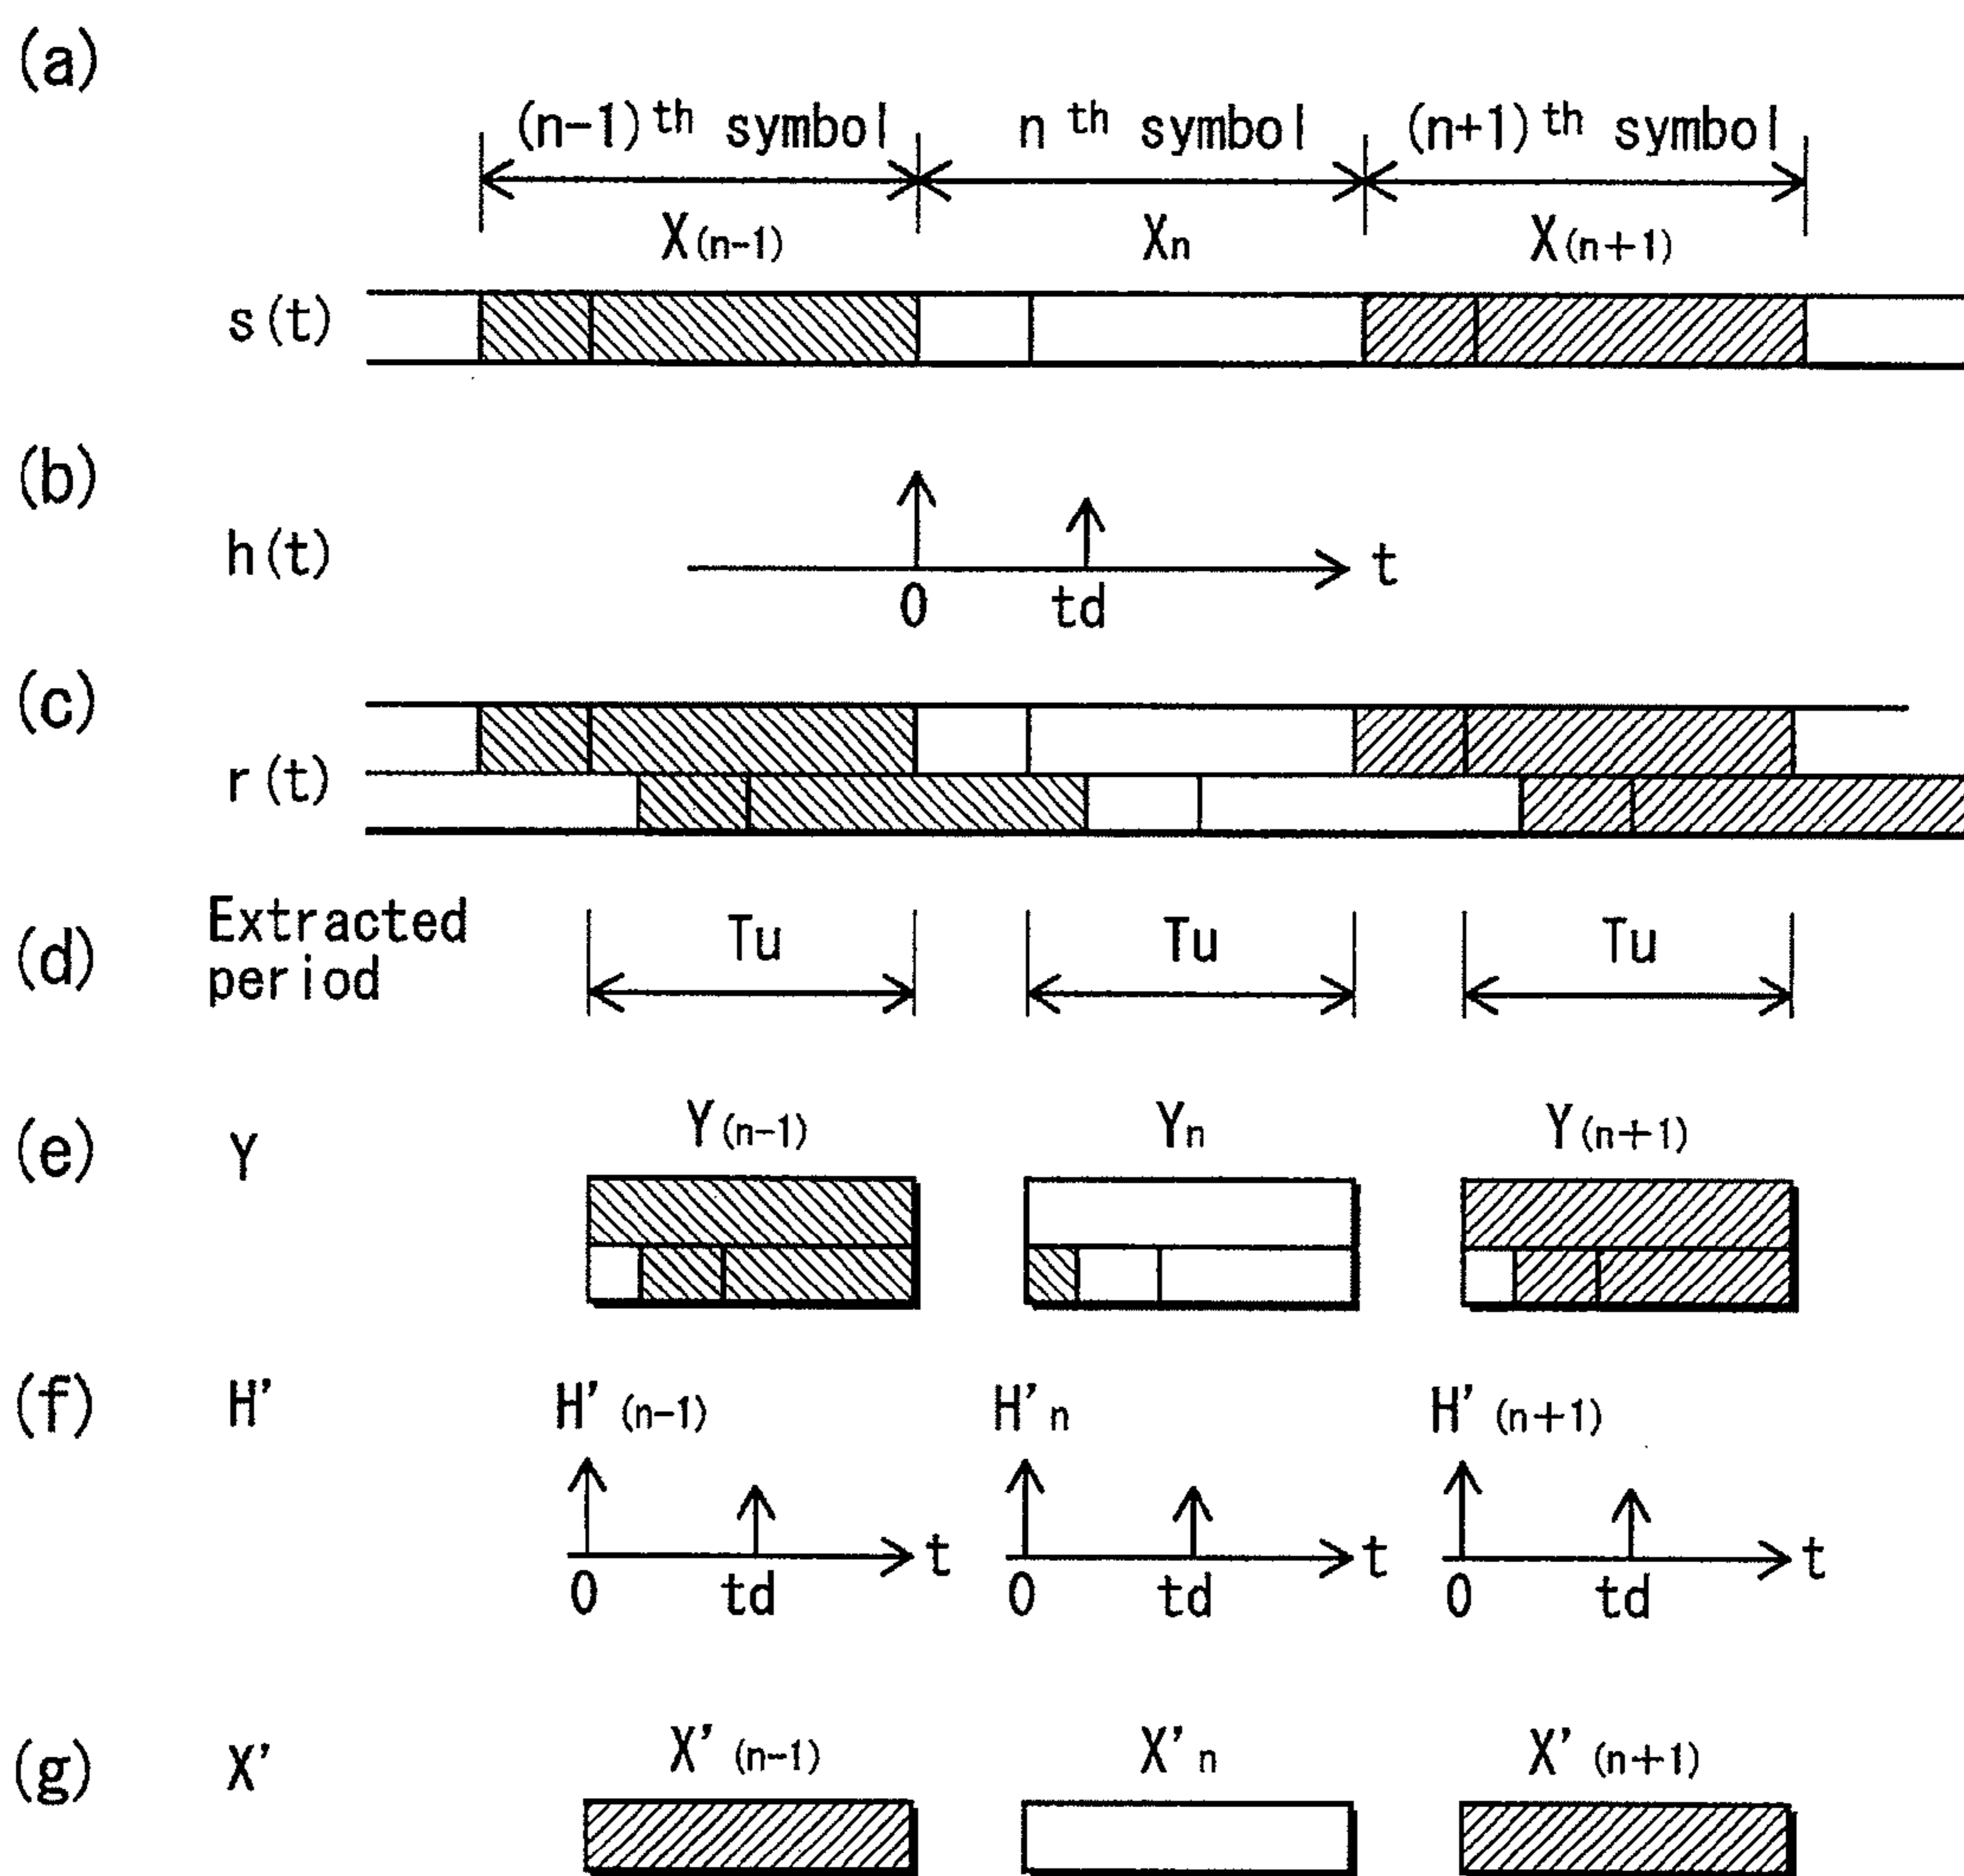 (a)
(n-1)th symbol nth symbol (n+1)th symbol
X(n-1) Xn X(n+1)
s(t)
(b)
h(t)
t
0 td
(c)
r(t)
(d) Extracted period
Tu Tu Tu
(e) Y
Y(n-1) Yn Y(n+1)
(f) H'
H'(n-1) H'n H'(n+1)
t t t
0 td 0 td 0 td
(g) X'
X'(n-1) X'n X'(n+1)